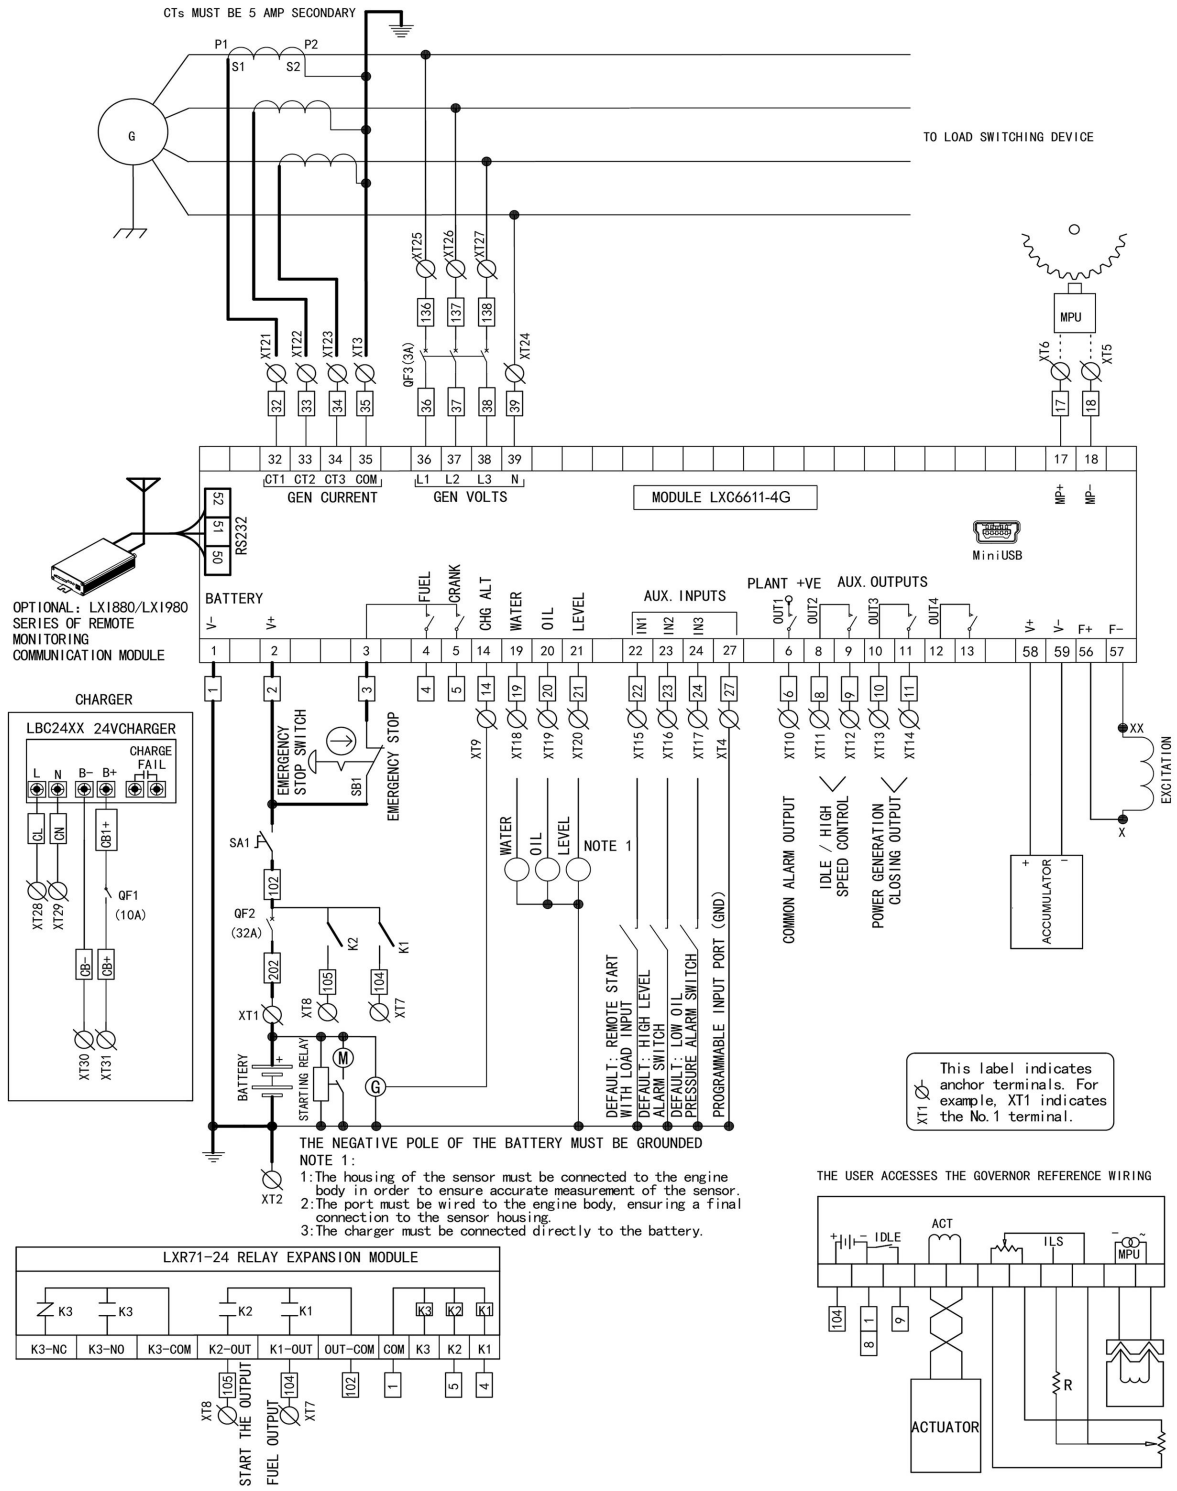 CTs MUST BE 5 AMP SECONDARY
P1
P2
S1
S2
G
TO LOAD SWITCHING DEVICE
XT25
XT26
XT27
136
137
138
QF3(3A)
XT21
XT22
XT23
XT3
XT24
32
33
34
35
36
37
38
39
MPU
XT6
XT5
17
18
32
33
34
35
36
37
38
39
17
18
CT1
CT2
CT3
COM
L1
L2
L3
N
GEN CURRENT
GEN VOLTS
MP+
MP-
MODULE LXC6611-4G
MiniUSB
52
51
50
RS232
OPTIONAL: LXI880/LXI980
SERIES OF REMOTE
MONITORING
COMMUNICATION MODULE
BATTERY
V-
V+
FUEL
CRANK
CHG ALT
WATER
OIL
LEVEL
AUX. INPUTS
IN1
IN2
IN3
PLANT +VE
AUX. OUTPUTS
OUT1
OUT2
OUT3
OUT4
V+
V-
F+
F-
1
2
3
4
5
14
19
20
21
22
23
24
27
6
8
9
10
11
12
13
58
59
56
57
1
2
3
4
5
14
19
20
21
22
23
24
27
6
8
9
10
11
XT9
XT18
XT19
XT20
XT15
XT16
XT17
XT4
XT10
XT11
XT12
XT13
XT14
XX
EXCITATION
X
CHARGER
LBC24XX 24VCHARGER
CHARGE
FAIL
L
N
B-
B+
CL
CN
CB1+
QF1
(10A)
XT28
XT29
CB-
CB+
XT30
XT31
EMERGENCY
STOP SWITCH
SB1
EMERGENCY STOP
SA1
102
QF2
(32A)
202
XT1
K2
K1
105
104
XT8
XT7
BATTERY
+
STARTING RELAY
M
G
WATER
OIL
LEVEL
NOTE 1
DEFAULT: REMOTE START
WITH LOAD INPUT
DEFAULT: HIGH LEVEL
ALARM SWITCH
DEFAULT: LOW OIL
PRESSURE ALARM SWITCH
PROGRAMMABLE INPUT PORT (GND)
COMMON ALARM OUTPUT
IDLE / HIGH
SPEED CONTROL
POWER GENERATION
CLOSING OUTPUT
+
-
ACCUMULATOR
XT1
This label indicates
anchor terminals. For
example, XT1 indicates
the No.1 terminal.
XT2
THE NEGATIVE POLE OF THE BATTERY MUST BE GROUNDED
NOTE 1:
1:The housing of the sensor must be connected to the engine
body in order to ensure accurate measurement of the sensor.
2:The port must be wired to the engine body, ensuring a final
connection to the sensor housing.
3:The charger must be connected directly to the battery.
LXR71-24 RELAY EXPANSION MODULE
K3
K3
K2
K1
K3
K2
K1
K3-NC
K3-NO
K3-COM
K2-OUT
K1-OUT
OUT-COM
COM
K3
K2
K1
105
104
102
1
5
4
XT8
XT7
START THE OUTPUT
FUEL OUTPUT
THE USER ACCESSES THE GOVERNOR REFERENCE WIRING
+
-
IDLE
ACT
ILS
-
~
MPU
104
1
8
9
R
ACTUATOR